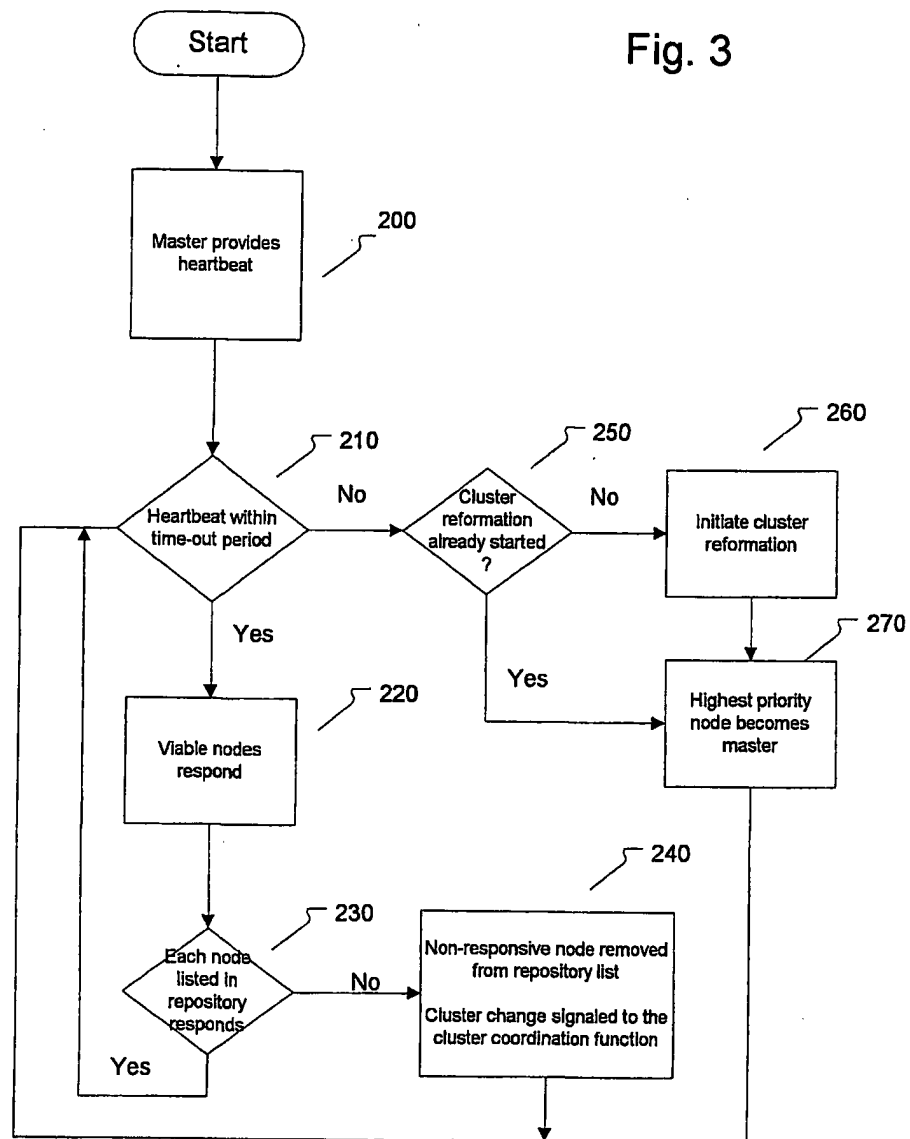 Start
Fig. 3
Master provides
heartbeat
200
210
Heartbeat within
time-out period
No
250
Cluster
reformation
already started
?
No
260
Initiate cluster
reformation
Yes
Yes
270
Highest priority
node becomes
master
220
Viable nodes
respond
230
Each node
listed in
repository
responds
No
Yes
240
Non-responsive node removed
from repository list
Cluster change signaled to the
cluster coordination function